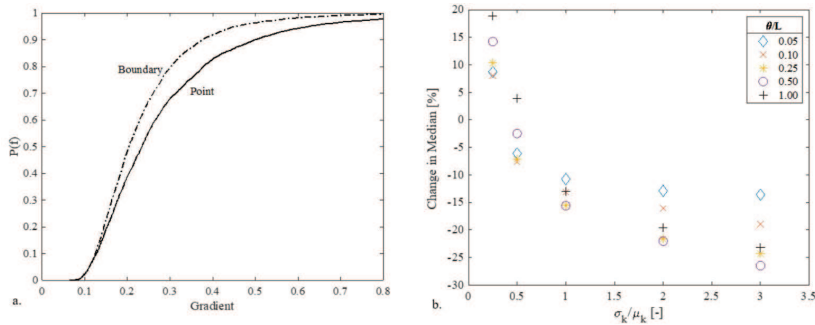 1
0.9
0.8
0.7
0.6
0.5
0.4
0.3
0.2
0.1
0
P(f)
Boundary
Point
0 0.1 0.2 0.3 0.4 0.5 0.6 0.7 0.8
Gradient
a.
20
15
10
5
0
-5
-10
-15
-20
-25
-30
Change in Median [%]
θ/L
0.05
0.10
0.25
0.50
1.00
0 0.5 1 1.5 2 2.5 3 3.5
σk/μk [-]
b.